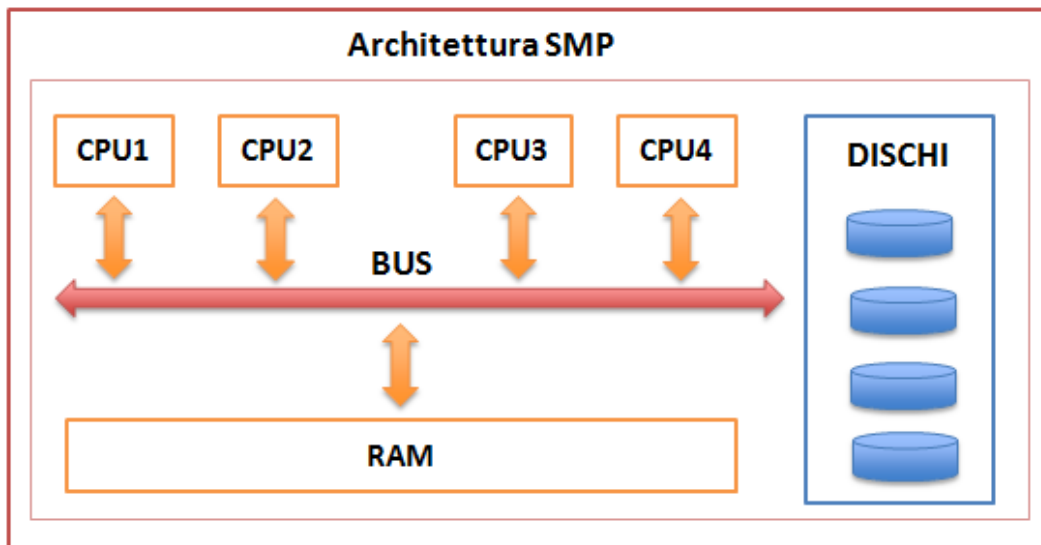 Architettura SMP
CPU1 CPU2 CPU3 CPU4
DISCHI
BUS
RAM